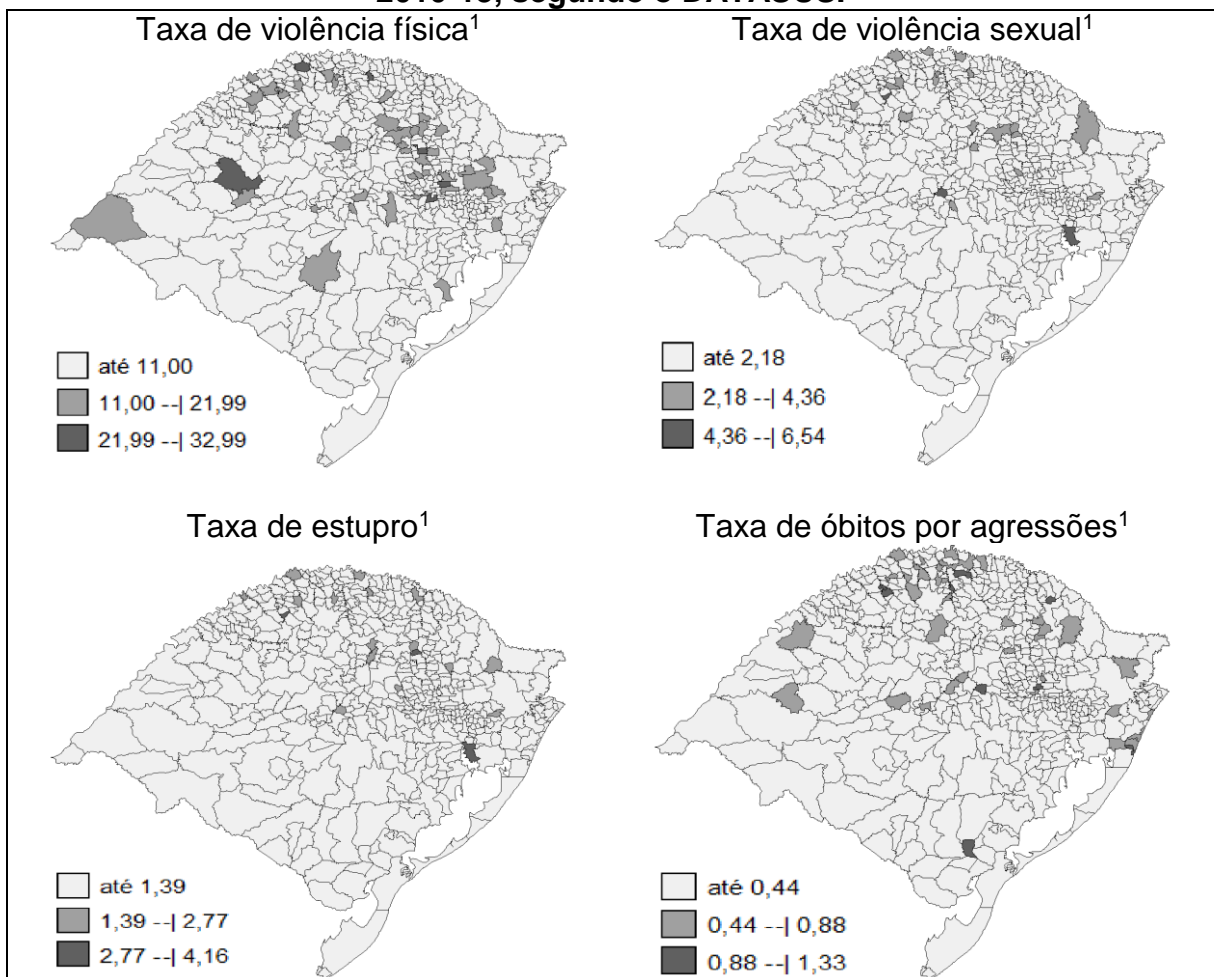 Taxa de violência física¹
Taxa de violência sexual¹
até 11,00
11,00 --| 21,99
21,99 --| 32,99
até 2,18
2,18 --| 4,36
4,36 --| 6,54
Taxa de estupro¹
Taxa de óbitos por agressões¹
até 1,39
1,39 --| 2,77
2,77 --| 4,16
até 0,44
0,44 --| 0,88
0,88 --| 1,33